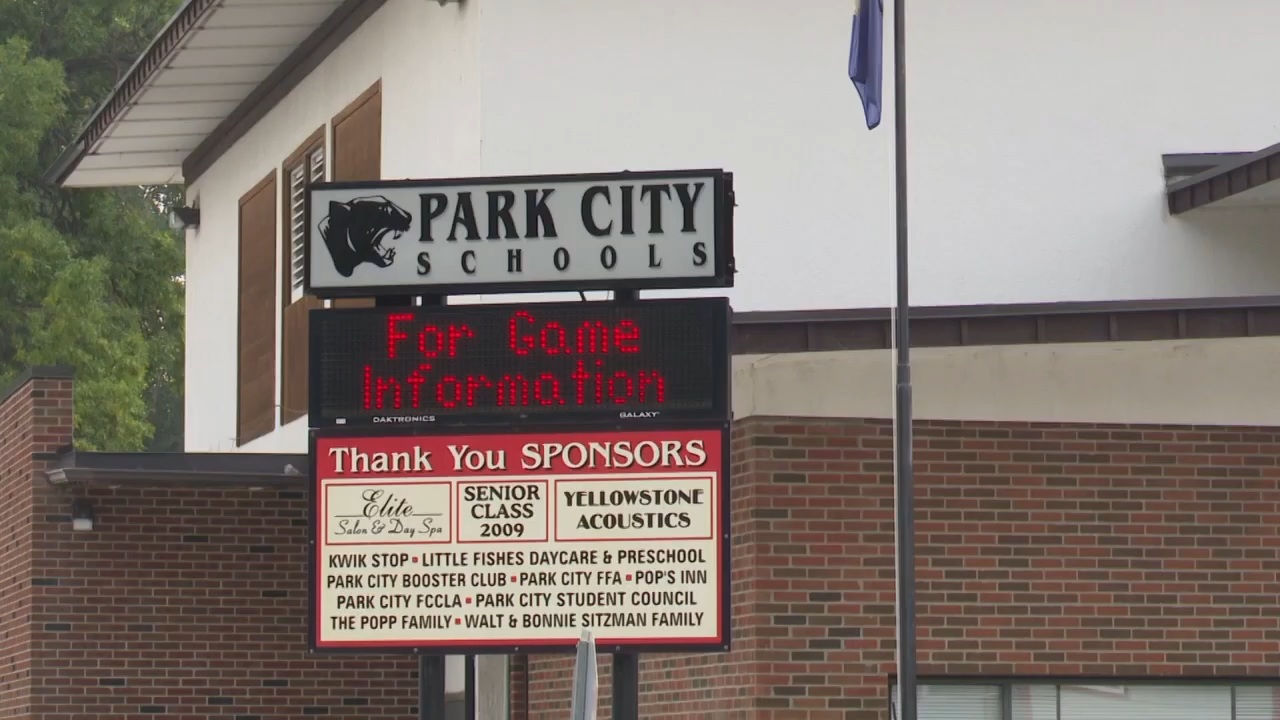 PARK CITY
SCHOOLS
For Game
Information
DAKTRONICS GALAXY
Thank You SPONSORS
Elite
Salon & Day Spa
SENIOR
CLASS
2009
YELLOWSTONE
ACOUSTICS
KWIK STOP▪LITTLE FISHES DAYCARE & PRESCHOOL
PARK CITY BOOSTER CLUB▪PARK CITY FFA▪POP'S INN
PARK CITY FCCLA▪PARK CITY STUDENT COUNCIL
THE POPP FAMILY▪WALT & BONNIE SITZMAN FAMILY